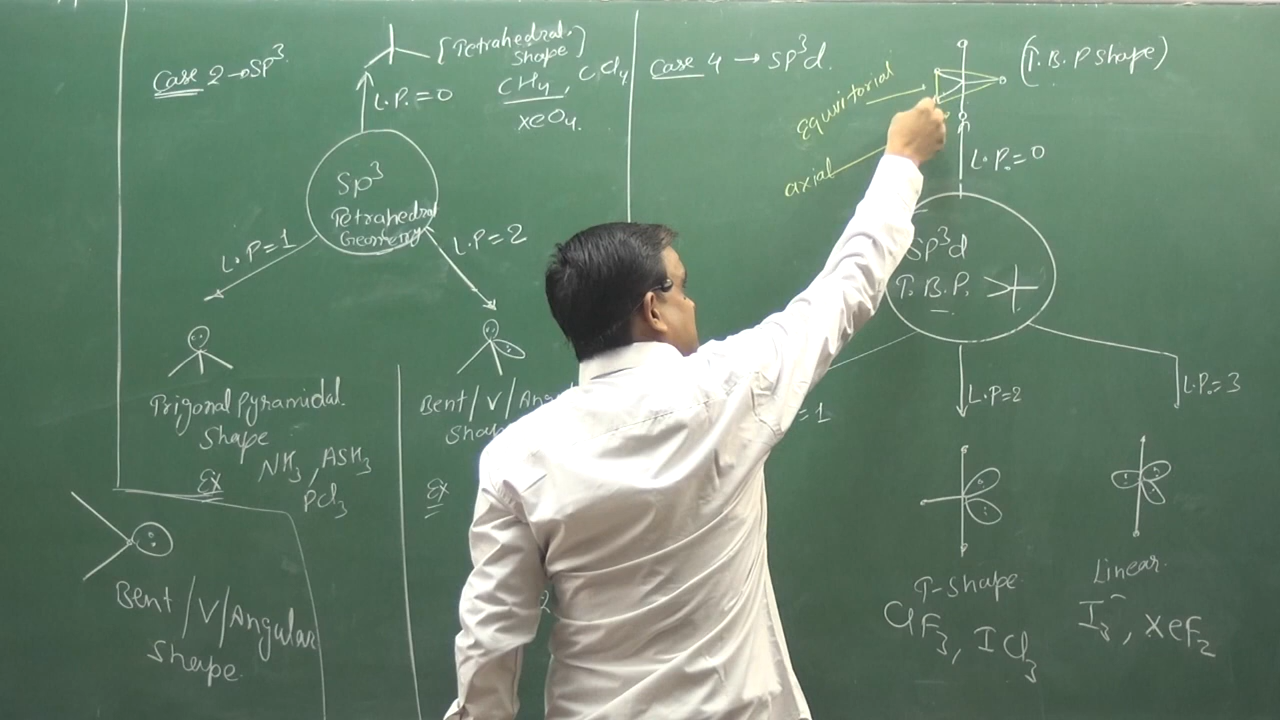 Case 2 → SP³
[Tetrahedral.
Shape]
CH₄, CCl₄
XeO₄.
L.P.=0
Sp³
Tetrahedral
Geometry
L.P=1
L.P=2
Trigonal Pyramidal.
Shape
Ex NH₃, ASH₃
PCl₃
Bent/V/Ang
Shap
Ex
Bent/V/Angular
Shape.
Case 4 → SP³d.
(T.B.P Shape)
Equitorial
axial
L.P.=0
Sp³d
T.B.P.
=1
L.P=2
L.P.=3
T-Shape
ClF₃, ICl₃
Linear.
I₃⁻, XeF₂